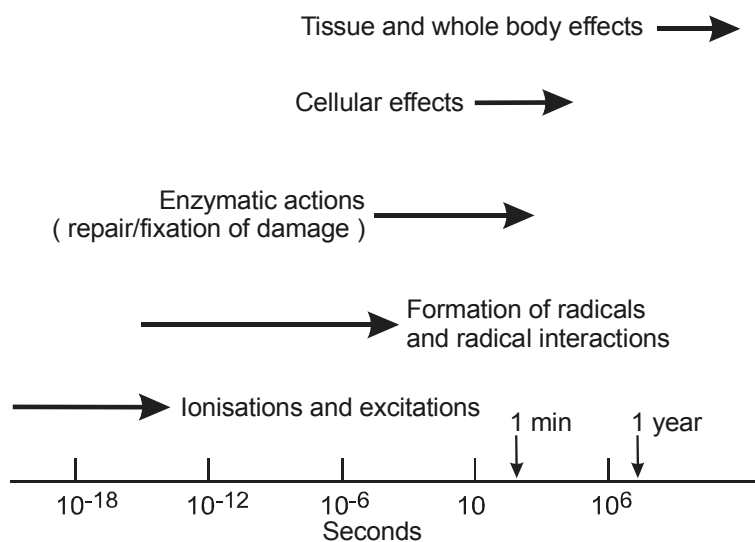 Tissue and whole body effects
Cellular effects
Enzymatic actions
( repair/fixation of damage )
Formation of radicals
and radical interactions
Ionisations and excitations
1 min
1 year
10-18
10-12
10-6
10
106
Seconds